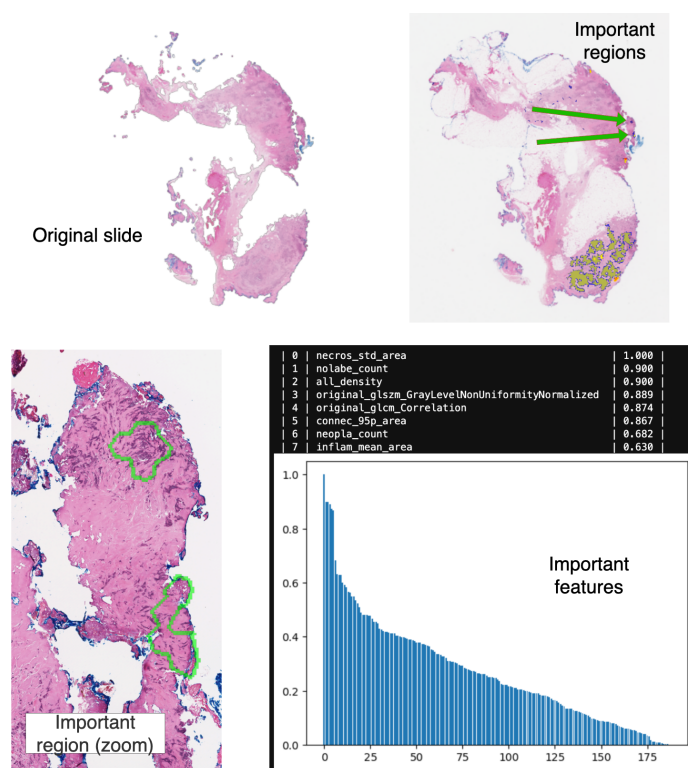 Original slide
Important
regions
Important
region (zoom)
| 0 | necros_std_area | 1.000 |
| 1 | nolabe_count | 0.900 |
| 2 | all_density | 0.900 |
| 3 | original_glszm_GrayLevelNonUniformityNormalized | 0.889 |
| 4 | original_glcm_Correlation | 0.874 |
| 5 | connec_95p_area | 0.867 |
| 6 | neopla_count | 0.682 |
| 7 | inflam_mean_area | 0.630 |
1.0
0.8
0.6
0.4
0.2
0.0
Important
features
0 25 50 75 100 125 150 175